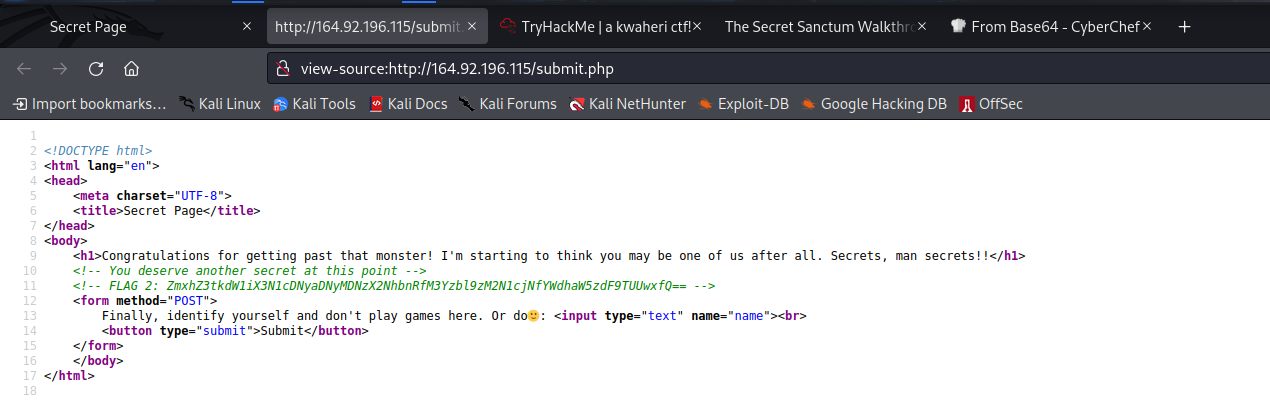 Secret Page
http://164.92.196.115/submit
TryHackMe | a kwaheri ctf!
The Secret Sanctum Walkthr
From Base64 - CyberChef
view-source:http://164.92.196.115/submit.php
Import bookmarks... Kali Linux Kali Tools Kali Docs Kali Forums Kali NetHunter Exploit-DB Google Hacking DB OffSec
1
2 <!DOCTYPE html>
3 <html lang="en">
4 <head>
5 <meta charset="UTF-8">
6 <title>Secret Page</title>
7 </head>
8 <body>
9 <h1>Congratulations for getting past that monster! I'm starting to think you may be one of us after all. Secrets, man secrets!!</h1>
10 <!-- You deserve another secret at this point -->
11 <!-- FLAG 2: ZmxhZ3tkdW1iX3N1cDNyaDNyMDNzX2NhbnRfM3Yzbl9zM2N1cjNfYWdhaW5zdF9TUUwxfQ== -->
12 <form method="POST">
13 Finally, identify yourself and don't play games here. Or do🙂: <input type="text" name="name"><br>
14 <button type="submit">Submit</button>
15 </form>
16 </body>
17 </html>
18